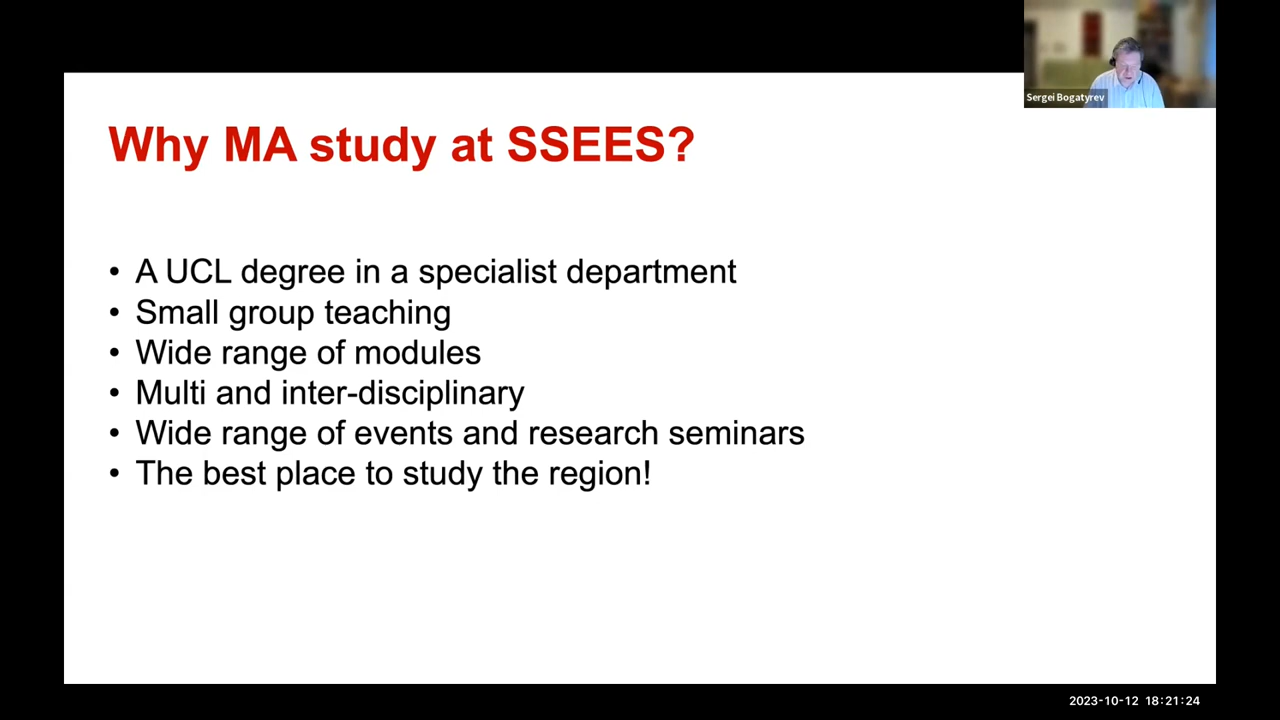 Sergei Bogatyrev
Why MA study at SSEES?
• A UCL degree in a specialist department
• Small group teaching
• Wide range of modules
• Multi and inter-disciplinary
• Wide range of events and research seminars
• The best place to study the region!
2023-10-12 18:21:24